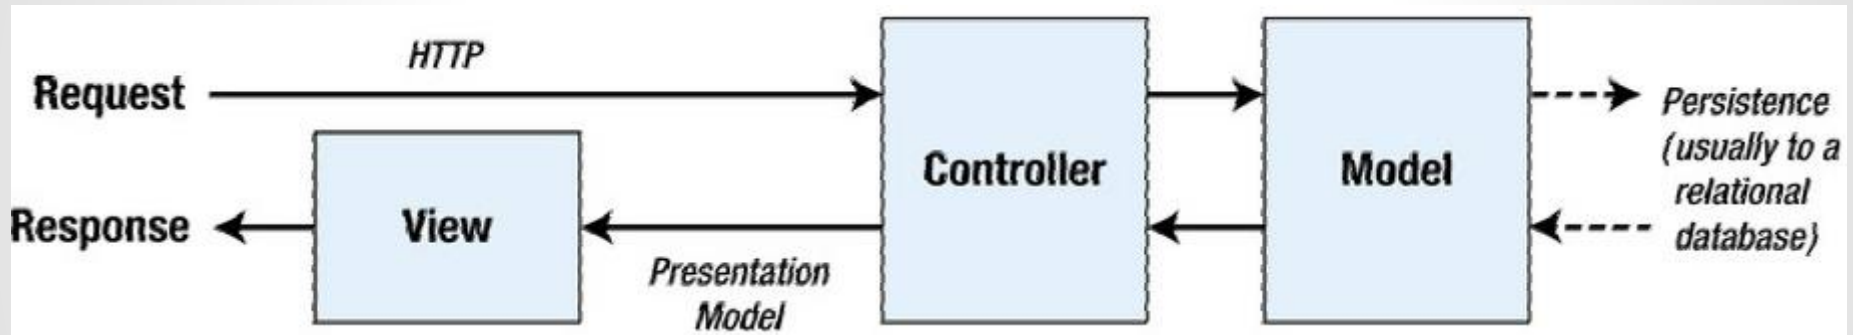 HTTP
Request
Controller
Model
Persistence
(usually to a
relational
database)
Response
View
Presentation
Model